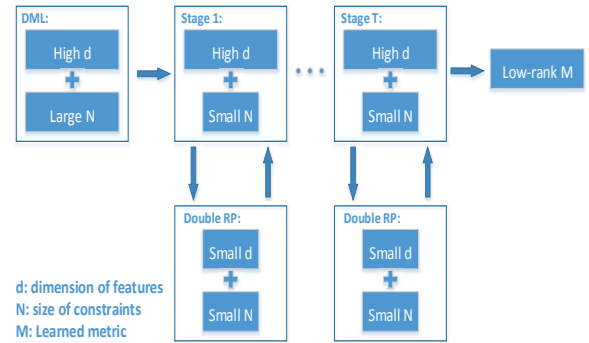 DML:
High d
Large N
Stage 1:
High d
Small N
Stage T:
High d
Small N
Low-rank M
Double RP:
Small d
Small N
Double RP:
Small d
Small N
d: dimension of features
N: size of constraints
M: Learned metric